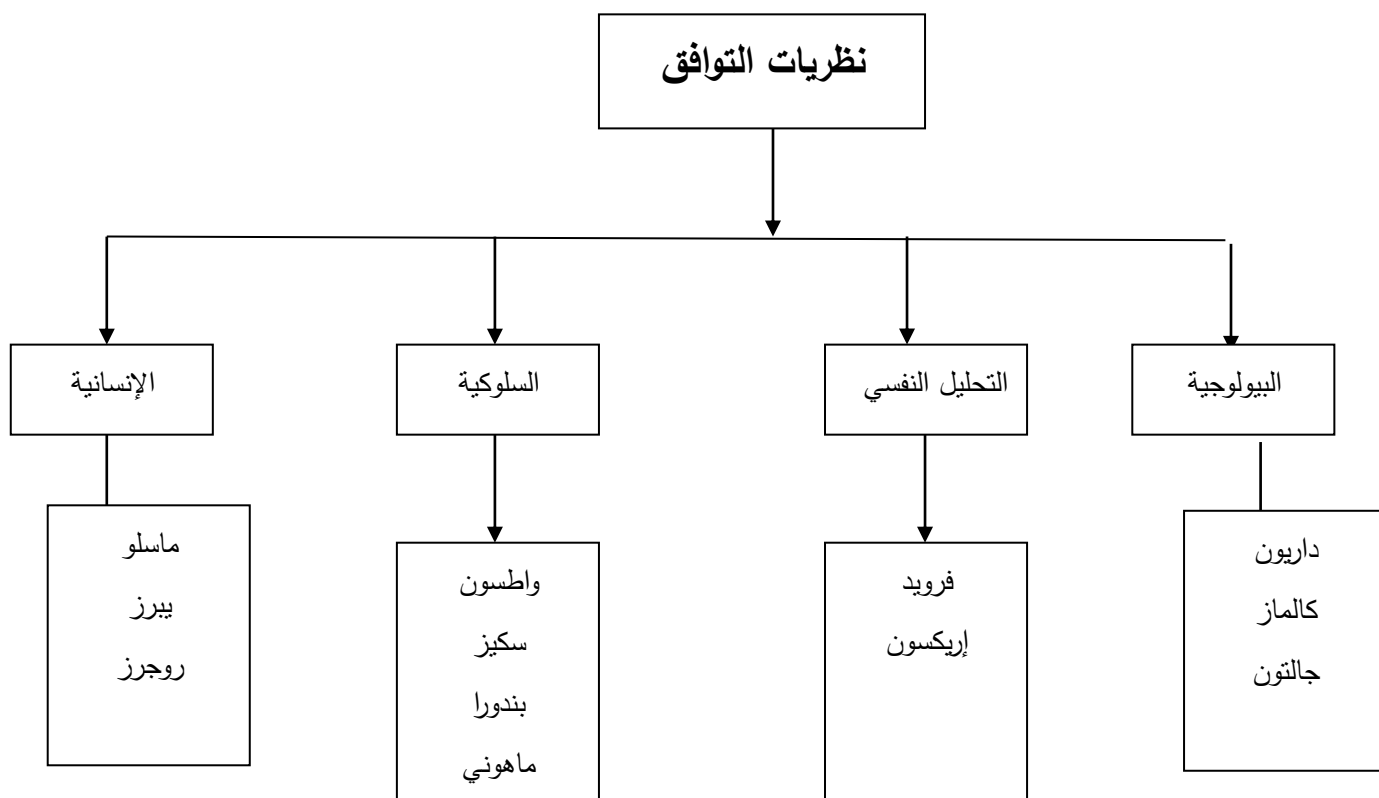 نظريات التوافق
البيولوجية
التحليل النفسي
السلوكية
الإنسانية
داريون
كالماز
جالتون
فرويد
إريكسون
واطسون
سكيز
بندورا
ماهوني
ماسلو
يبرز
روجرز